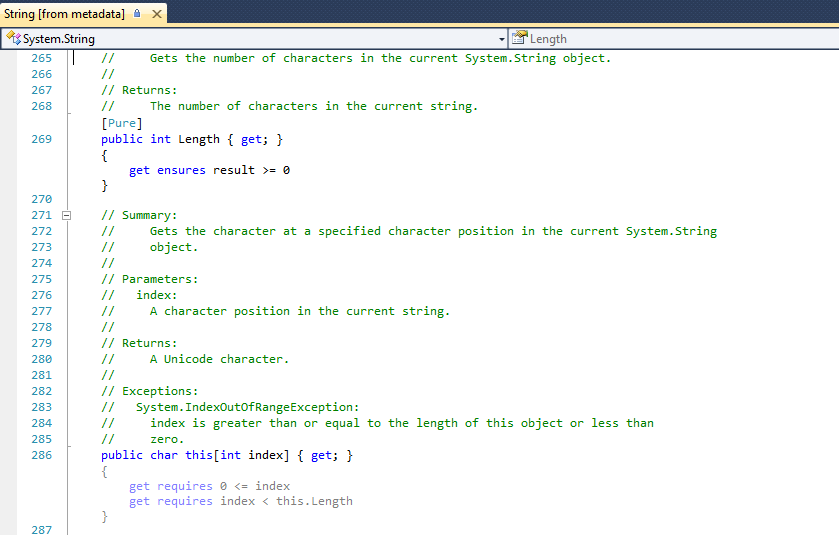 String [from metadata]
System.String Length
265 // Gets the number of characters in the current System.String object.
266 //
267 // Returns:
268 // The number of characters in the current string.
[Pure]
269 public int Length { get; }
{
get ensures result >= 0
}
270
271 // Summary:
272 // Gets the character at a specified character position in the current System.String
273 // object.
274 //
275 // Parameters:
276 // index:
277 // A character position in the current string.
278 //
279 // Returns:
280 // A Unicode character.
281 //
282 // Exceptions:
283 // System.IndexOutOfRangeException:
284 // index is greater than or equal to the length of this object or less than
285 // zero.
286 public char this[int index] { get; }
{
get requires 0 <= index
get requires index < this.Length
}
287